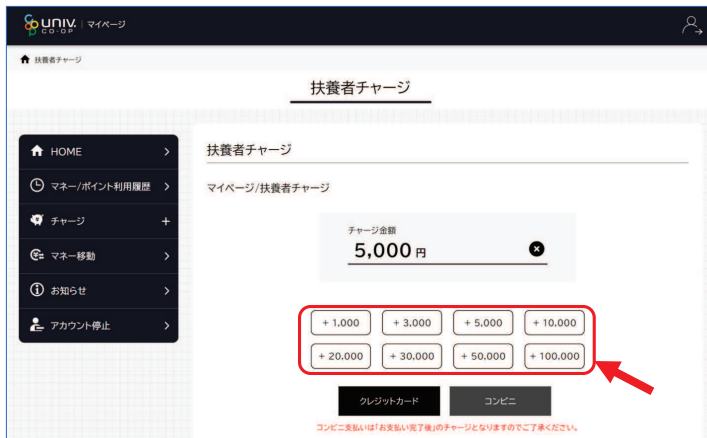 UNIV. CO-OP | マイページ
扶養者チャージ
扶養者チャージ
HOME
マネー/ポイント利用履歴
チャージ
マネー移動
お知らせ
アカウント停止
扶養者チャージ
マイページ/扶養者チャージ
チャージ金額
5,000 円
+ 1,000 + 3,000 + 5,000 + 10,000
+ 20,000 + 30,000 + 50,000 + 100,000
クレジットカード コンビニ
コンビニ支払いは「お支払い完了後」のチャージとなりますのでご了承ください。